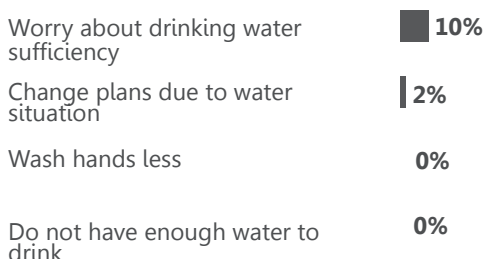 Worry about drinking water 10%
sufficiency
Change plans due to water 2%
situation
Wash hands less 0%
Do not have enough water to 0%
drink